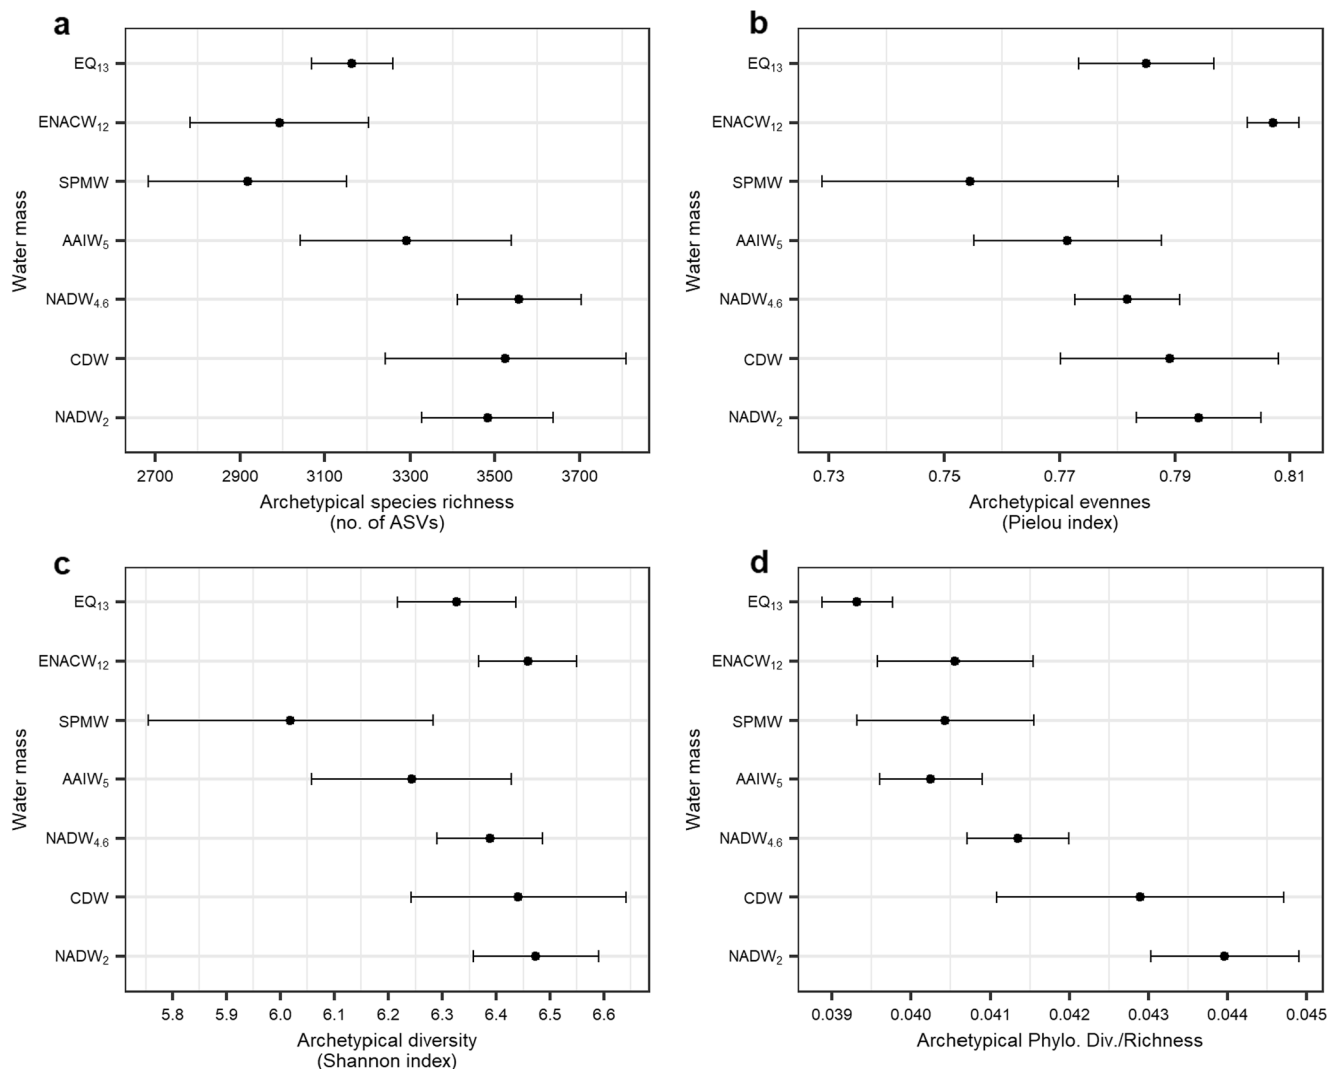 a
Water mass
EQ13
ENACW12
SPMW
AAIW5
NADW4.6
CDW
NADW2
2700 2900 3100 3300 3500 3700
Archetypical species richness
(no. of ASVs)
b
Water mass
EQ13
ENACW12
SPMW
AAIW5
NADW4.6
CDW
NADW2
0.73 0.75 0.77 0.79 0.81
Archetypical evennes
(Pielou index)
c
Water mass
EQ13
ENACW12
SPMW
AAIW5
NADW4.6
CDW
NADW2
5.8 5.9 6.0 6.1 6.2 6.3 6.4 6.5 6.6
Archetypical diversity
(Shannon index)
d
Water mass
EQ13
ENACW12
SPMW
AAIW5
NADW4.6
CDW
NADW2
0.039 0.040 0.041 0.042 0.043 0.044 0.045
Archetypical Phylo. Div./Richness